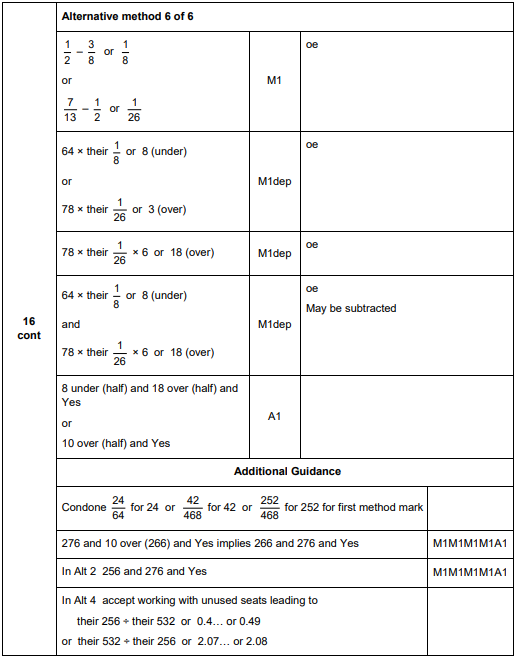 Alternative method 6 of 6
1/2 – 3/8 or 1/8
oe
or
M1
7/13 – 1/2 or 1/26
64 × their 1/8 or 8 (under)
oe
or
M1dep
78 × their 1/26 or 3 (over)
78 × their 1/26 × 6 or 18 (over)
M1dep
oe
16
cont
64 × their 1/8 or 8 (under)
oe
May be subtracted
and
M1dep
78 × their 1/26 × 6 or 18 (over)
8 under (half) and 18 over (half) and
Yes
or
A1
10 over (half) and Yes
Additional Guidance
Condone 24/64 for 24 or 42/468 for 42 or 252/468 for 252 for first method mark
276 and 10 over (266) and Yes implies 266 and 276 and Yes
M1M1M1M1A1
In Alt 2 256 and 276 and Yes
M1M1M1M1A1
In Alt 4 accept working with unused seats leading to
their 256 ÷ their 532 or 0.4… or 0.49
or their 532 ÷ their 256 or 2.07… or 2.08